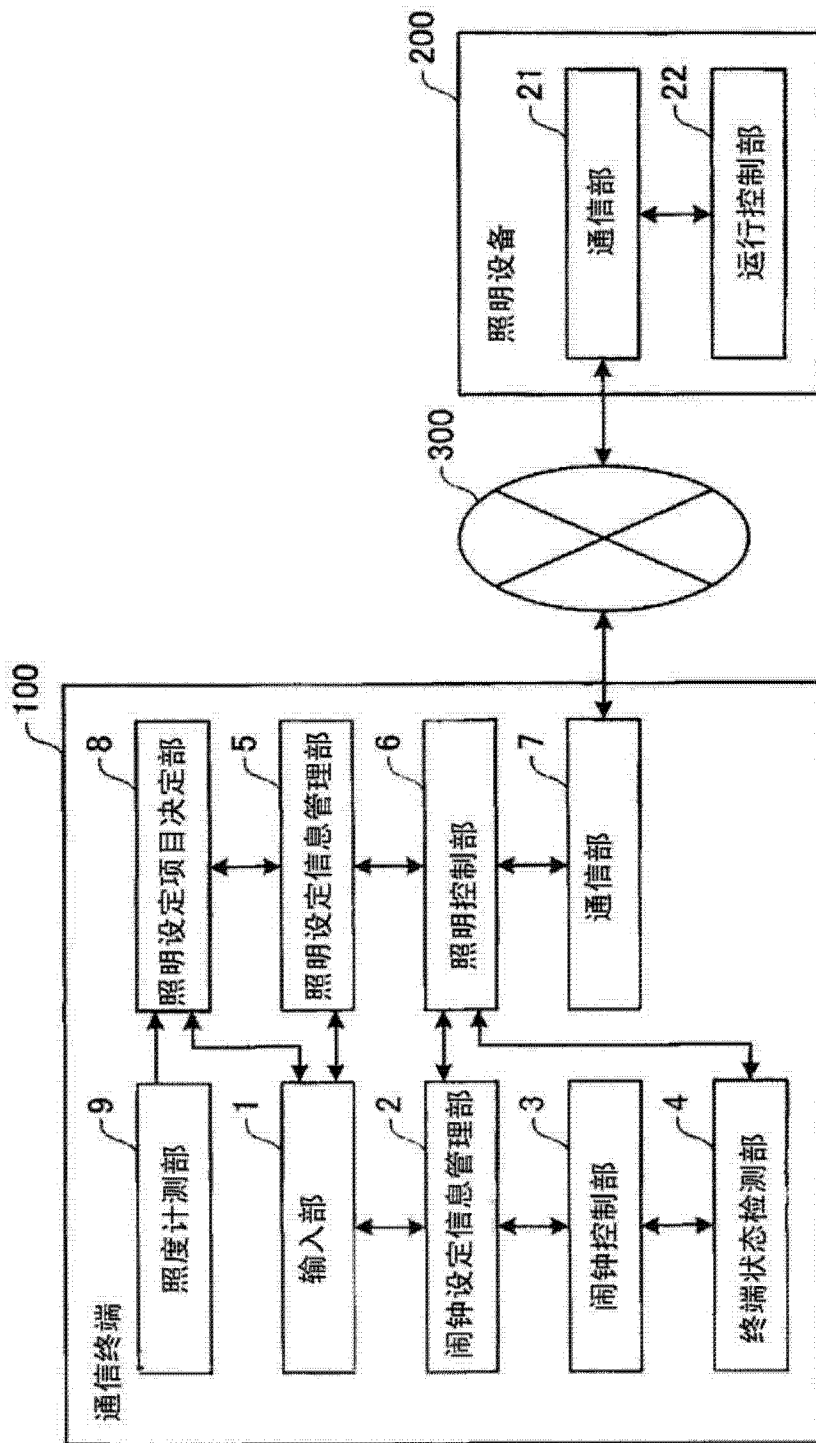 100
通信终端
9
照度计测部
8
照明设定项目决定部
1
输入部
5
照明设定信息管理部
2
闹钟设定信息管理部
6
照明控制部
3
闹钟控制部
7
通信部
4
终端状态检测部
300
200
照明设备
21
通信部
22
运行控制部